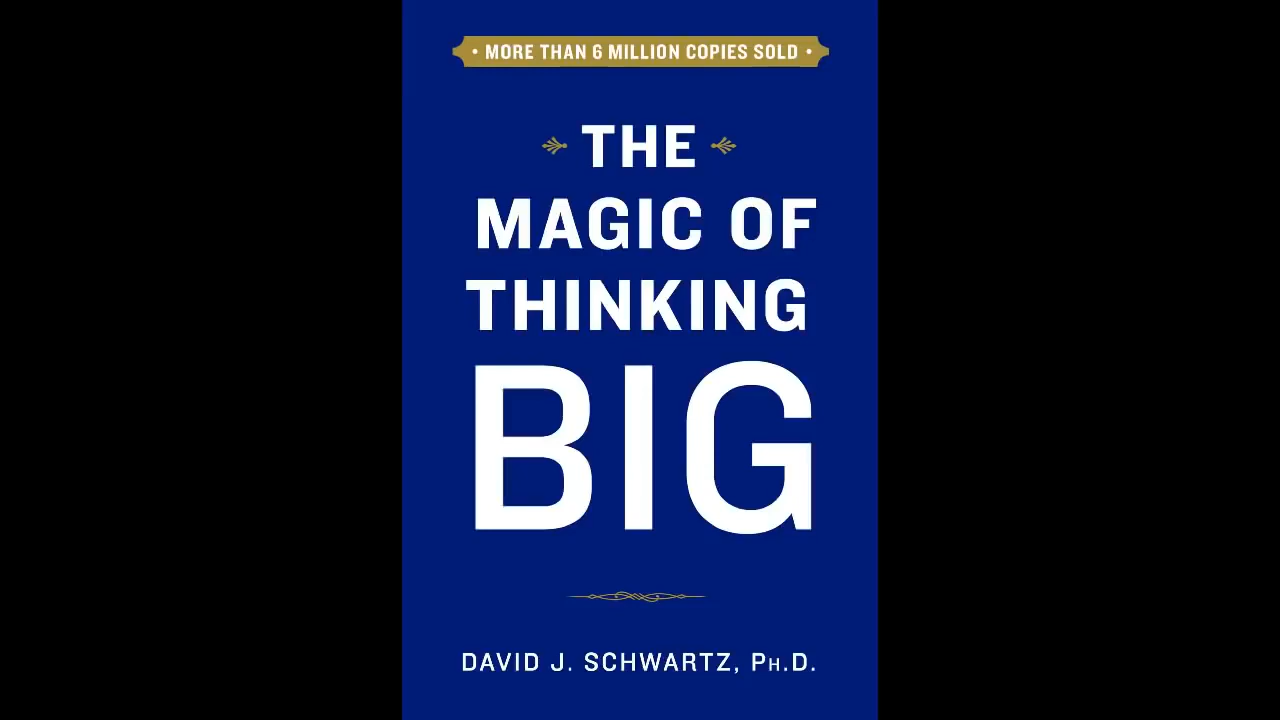 • MORE THAN 6 MILLION COPIES SOLD •
THE
MAGIC OF
THINKING
BIG
DAVID J. SCHWARTZ, PH.D.